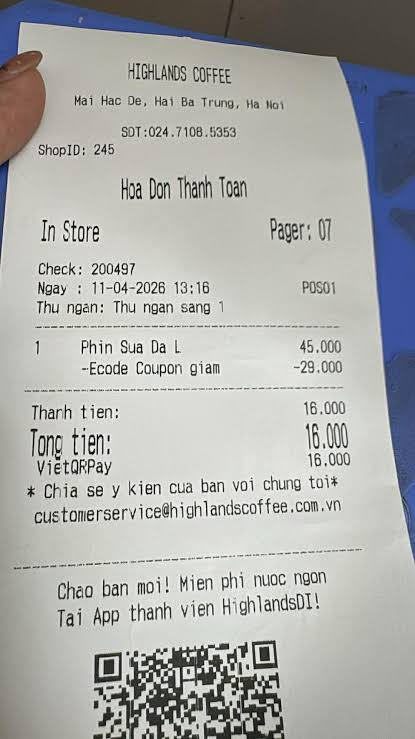 HIGHLANDS COFFEE
Mai Hac De, Hai Ba Trung, Ha Noi
SDT:024.7108.5353
ShopID: 245
Hoa Don Thanh Toan
In Store Pager: 07
Check: 200497
Ngay : 11-04-2026 13:16 POS01
Thu ngan: Thu ngan sang 1
1 Phin Sua Da L 45.000
-Ecode Coupon giam -29.000
Thanh tien: 16.000
Tong tien: 16.000
VietQRPay 16.000
* Chia se y kien cua ban voi chung toi*
customerservice@highlandscoffee.com.vn
Chao ban moi! Mien phi nuoc ngon
Tai App thanh vien HighlandsDI!